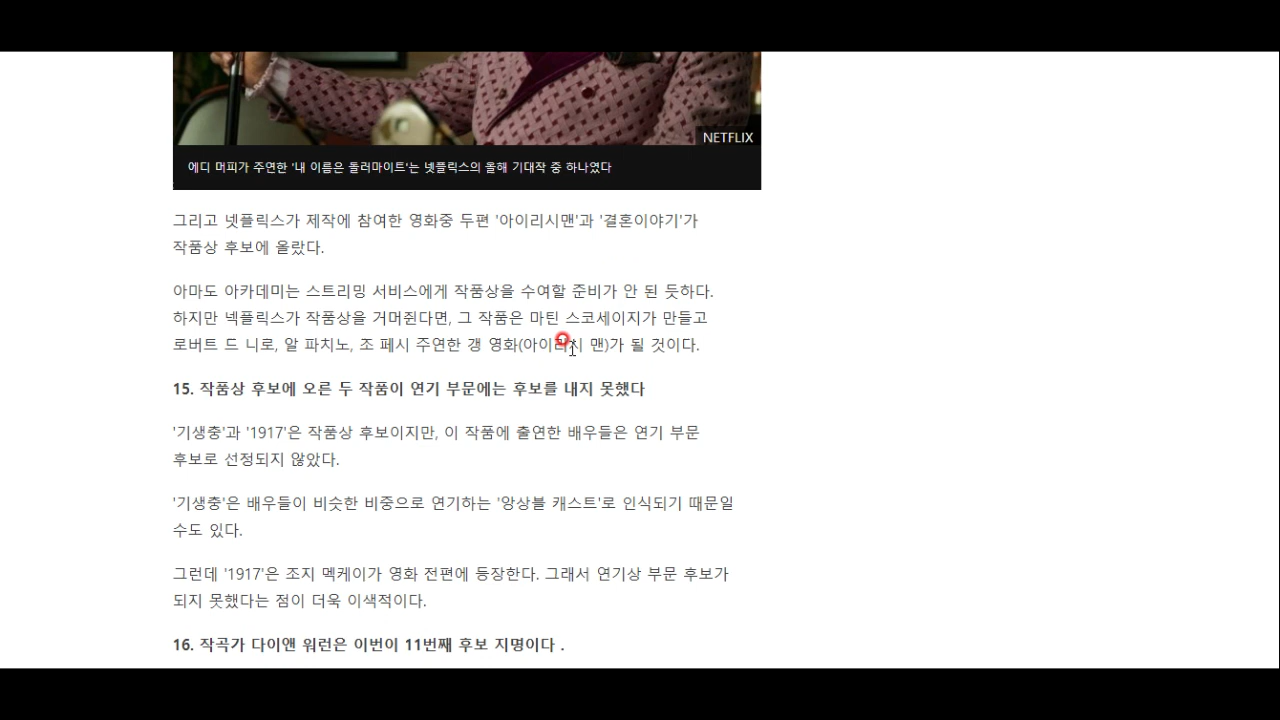 NETFLIX
에디 머피가 주연한 '내 이름은 돌러마이트'는 넷플릭스의 올해 기대작 중 하나였다
그리고 넷플릭스가 제작에 참여한 영화중 두편 '아이리시맨'과 '결혼이야기'가
작품상 후보에 올랐다.
아마도 아카데미는 스트리밍 서비스에게 작품상을 수여할 준비가 안 된 듯하다.
하지만 넥플릭스가 작품상을 거머쥔다면, 그 작품은 마틴 스코세이지가 만들고
로버트 드 니로, 알 파치노, 조 페시 주연한 갱 영화(아이리시 맨)가 될 것이다.
15. 작품상 후보에 오른 두 작품이 연기 부문에는 후보를 내지 못했다
'기생충'과 '1917'은 작품상 후보이지만, 이 작품에 출연한 배우들은 연기 부문
후보로 선정되지 않았다.
'기생충'은 배우들이 비슷한 비중으로 연기하는 '앙상블 캐스트'로 인식되기 때문일
수도 있다.
그런데 '1917'은 조지 멕케이가 영화 전편에 등장한다. 그래서 연기상 부문 후보가
되지 못했다는 점이 더욱 이색적이다.
16. 작곡가 다이앤 워런은 이번이 11번째 후보 지명이다 .